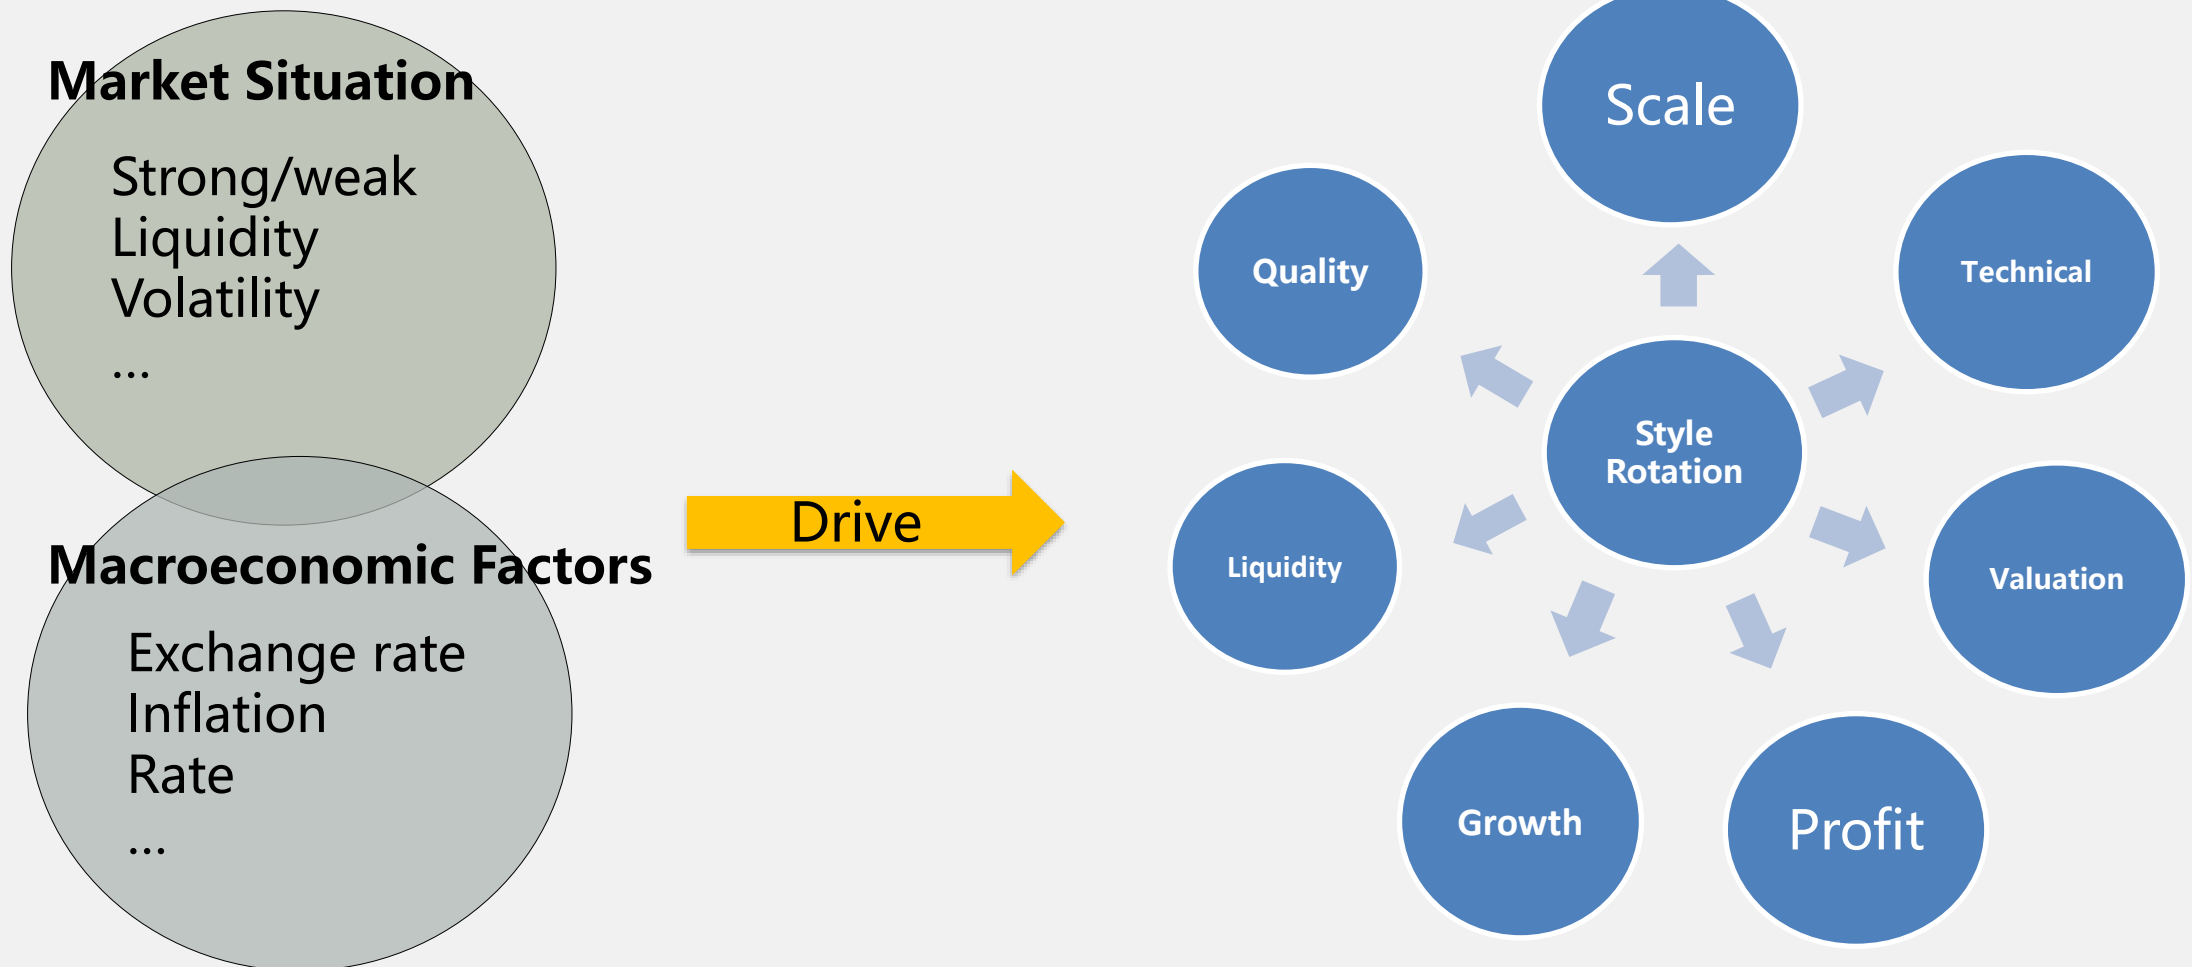 Market Situation
Strong/weak
Liquidity
Volatility
...
Macroeconomic Factors
Exchange rate
Inflation
Rate
...
Drive
Scale
Technical
Valuation
Profit
Growth
Liquidity
Quality
Style
Rotation